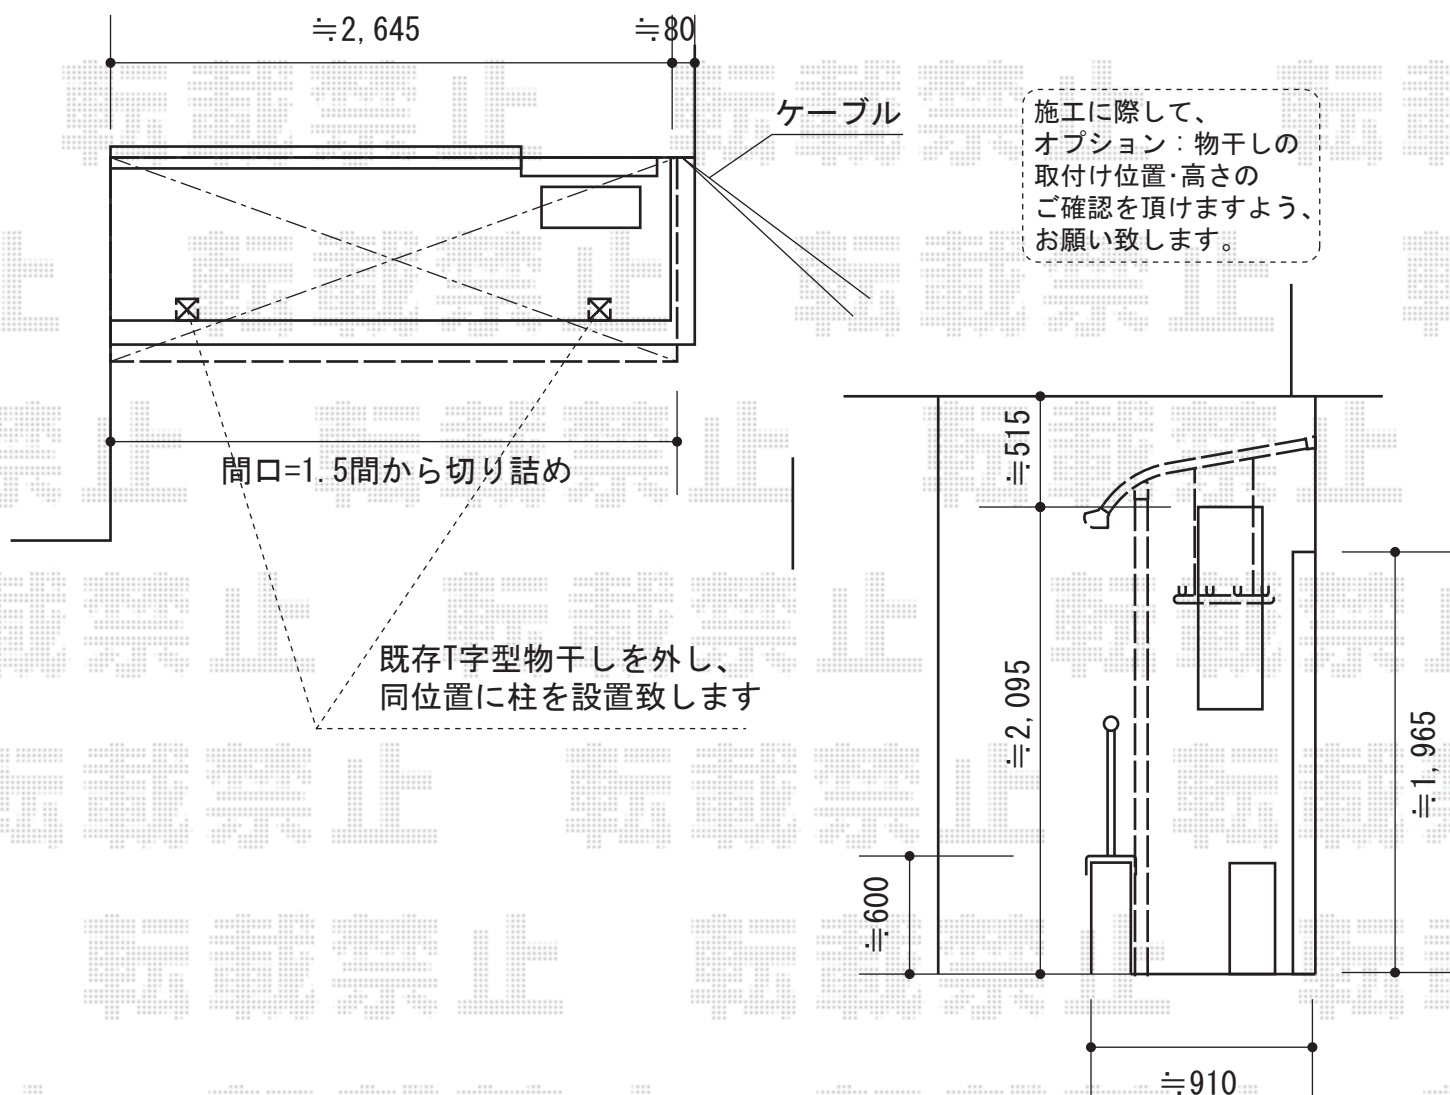 ≒2,645
≒80
ケーブル
施工に際して、
オプション：物干しの
取付け位置･高さの
ご確認を頂けますよう、
お願い致します。
間口=1.5間から切り詰め
既存T字型物干しを外し、
同位置に柱を設置致します
≒515
≒2,095
≒1,965
≒600
≒910
転載禁止